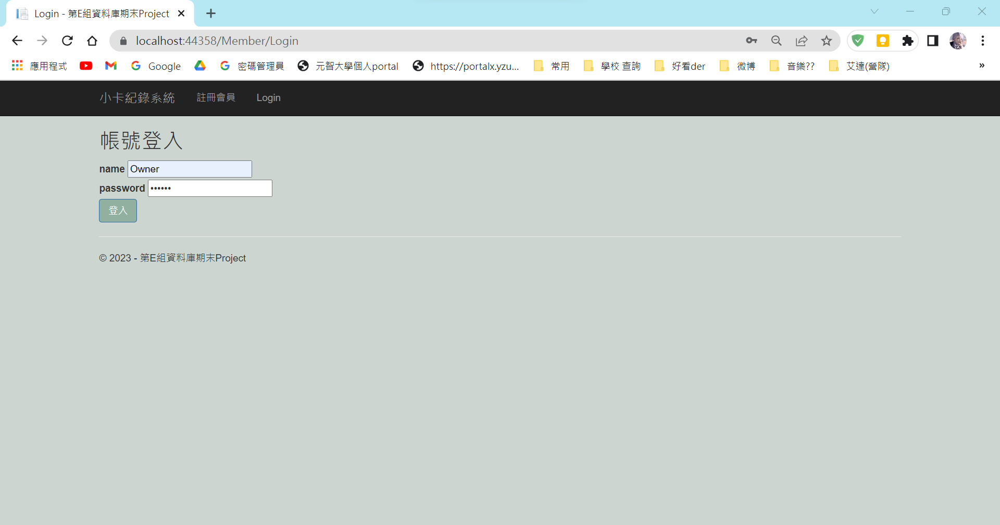 Login - 第E組資料庫期末Project
localhost:44358/Member/Login
應用程式 Google 密碼管理員 元智大學個人portal https://portalx.yzu... 常用 學校 查詢 好看der 微博 音樂?? 艾達(營隊) »
小卡紀錄系統 註冊會員 Login
帳號登入
name Owner
password ••••••
登入
© 2023 - 第E組資料庫期末Project